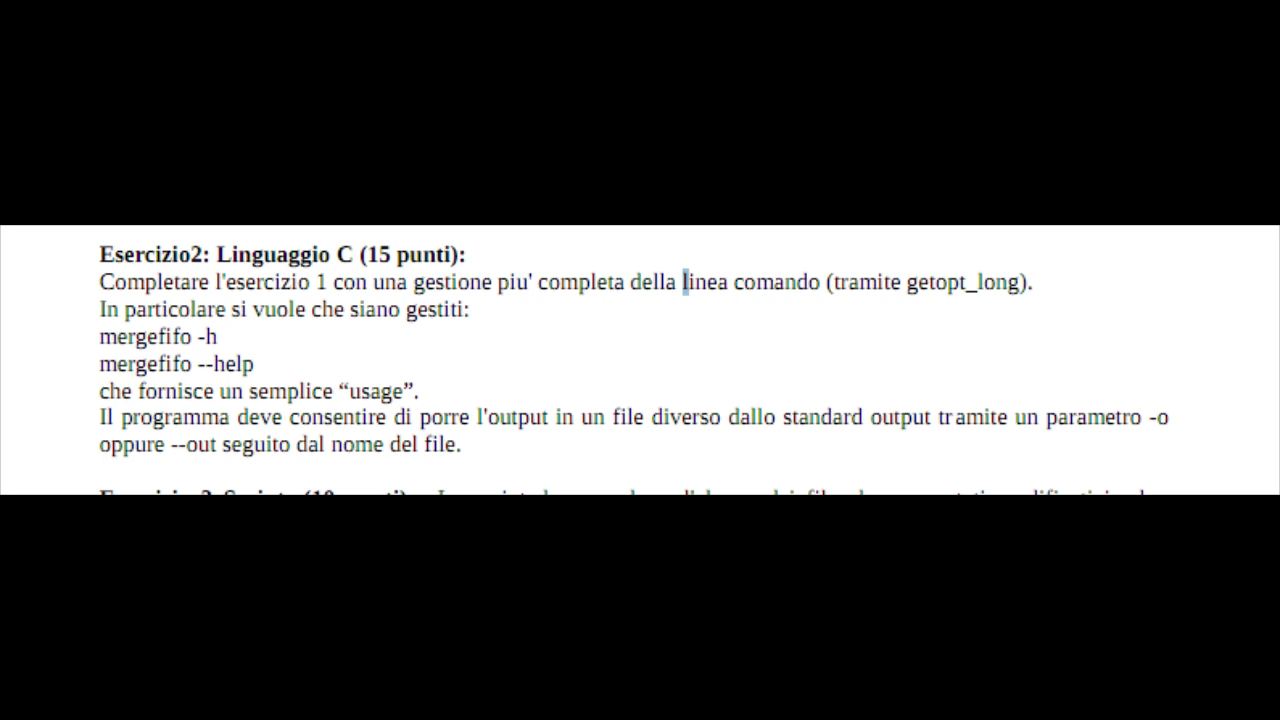 Esercizio2: Linguaggio C (15 punti):
Completare l'esercizio 1 con una gestione piu' completa della linea comando (tramite getopt_long).
In particolare si vuole che siano gestiti:
mergefifo -h
mergefifo --help
che fornisce un semplice “usage”.
Il programma deve consentire di porre l'output in un file diverso dallo standard output tramite un parametro -o
oppure --out seguito dal nome del file.